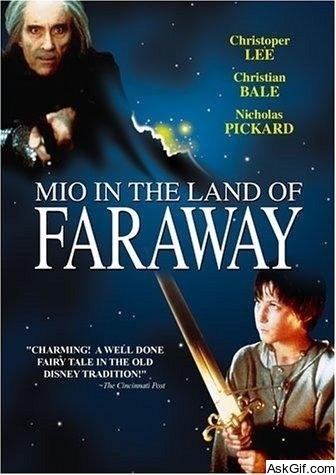 Christoper
LEE
Christian
BALE
Nicholas
PICKARD
MIO IN THE LAND OF
FARAWAY
"CHARMING! A WELL DONE
FAIRY TALE IN THE OLD
DISNEY TRADITION!"
~The Cincinnati Post
AskGif.com